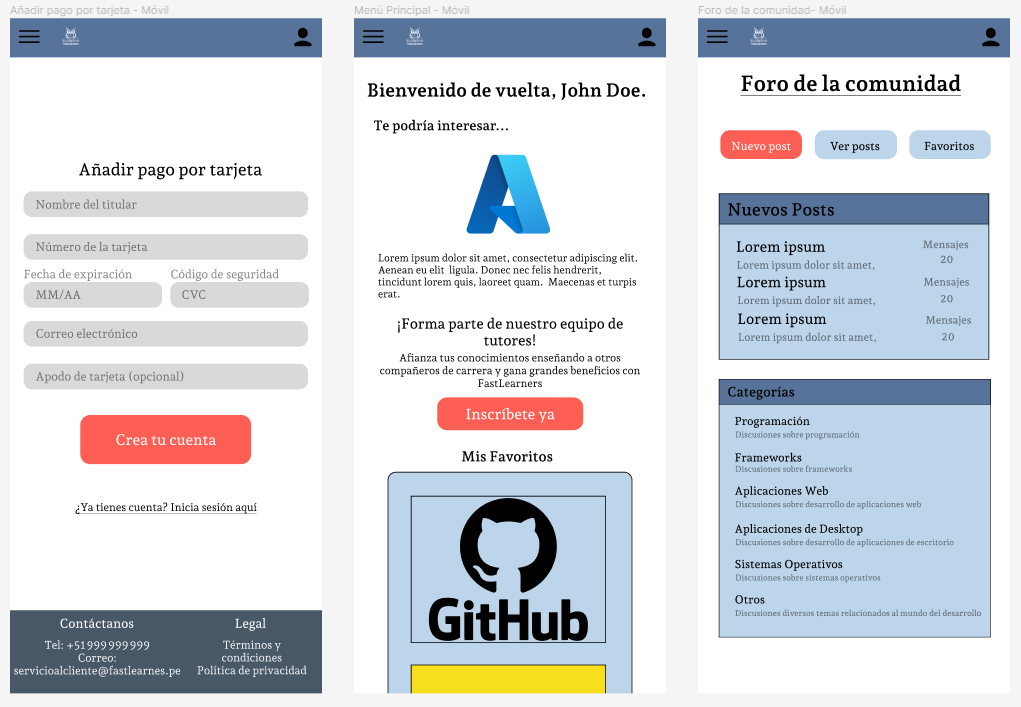 Añadir pago por tarjeta - Móvil
Añadir pago por tarjeta
Nombre del titular
Número de la tarjeta
Fecha de expiración
Código de seguridad
MM/AA
CVC
Correo electrónico
Apodo de tarjeta (opcional)
Crea tu cuenta
¿Ya tienes cuenta? Inicia sesión aquí
Contáctanos
Tel: +51 999 999 999
Correo:
servicioalcliente@fastlearnes.pe
Legal
Términos y
condiciones
Política de privacidad
Menú Principal - Móvil
Bienvenido de vuelta, John Doe.
Te podría interesar...
Lorem ipsum dolor sit amet, consectetur adipiscing elit.
Aenean eu elit ligula. Donec nec felis hendrerit,
tincidunt lorem quis, laoreet quam. Maecenas et turpis
erat.
¡Forma parte de nuestro equipo de
tutores!
Afianza tus conocimientos enseñando a otros
compañeros de carrera y gana grandes beneficios con
FastLearners
Inscríbete ya
Mis Favoritos
GitHub
Foro de la comunidad- Móvil
Foro de la comunidad
Nuevo post
Ver posts
Favoritos
Nuevos Posts
Lorem ipsum
Lorem ipsum dolor sit amet,
Mensajes
20
Lorem ipsum
Lorem ipsum dolor sit amet,
Mensajes
20
Lorem ipsum
Lorem ipsum dolor sit amet,
Mensajes
20
Categorías
Programación
Discusiones sobre programación
Frameworks
Discusiones sobre frameworks
Aplicaciones Web
Discusiones sobre desarrollo de aplicaciones web
Aplicaciones de Desktop
Discusiones sobre desarrollo de aplicaciones de escritorio
Sistemas Operativos
Discusiones sobre sistemas operativos
Otros
Discusiones diversos temas relacionados al mundo del desarrollo